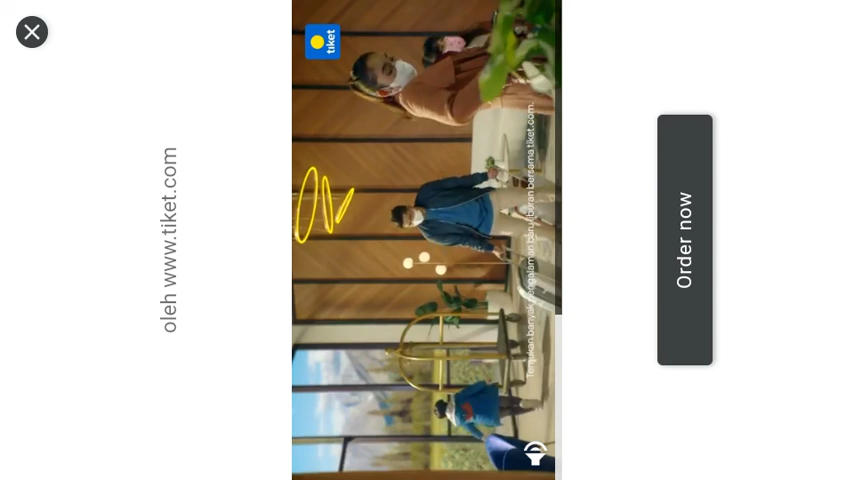 oleh www.tiket.com
tiket
Temukan banyak pengalaman baru liburan bersama tiket.com.
Order now